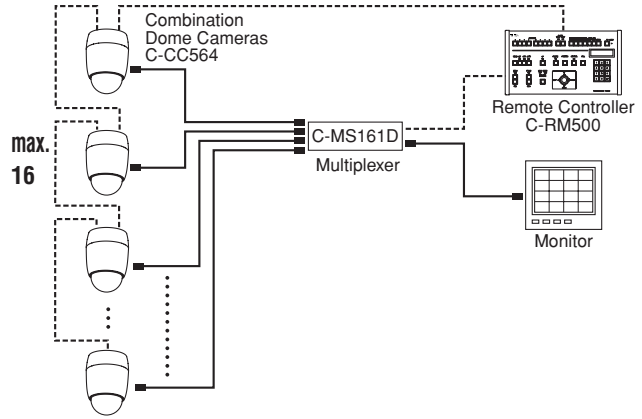 Combination
Dome Cameras
C-CC564
max.
16
C-MS161D
Multiplexer
Remote Controller
C-RM500
Monitor